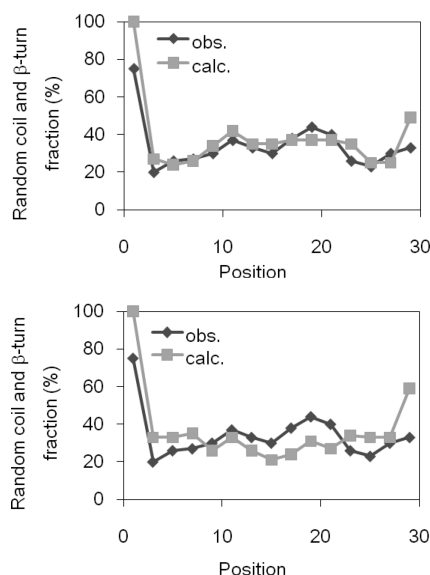 Random coil and β-turn
fraction (%)
100
80
60
40
20
0
obs.
calc.
0 10 20 30
Position
Random coil and β-turn
fraction (%)
100
80
60
40
20
0
obs.
calc.
0 10 20 30
Position